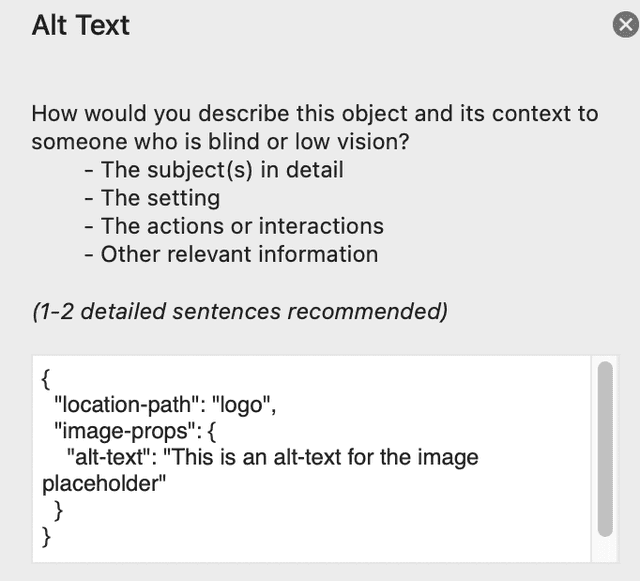 Alt Text
How would you describe this object and its context to
someone who is blind or low vision?
- The subject(s) in detail
- The setting
- The actions or interactions
- Other relevant information
(1-2 detailed sentences recommended)
{
"location-path": "logo",
"image-props": {
"alt-text": "This is an alt-text for the image
placeholder"
}
}